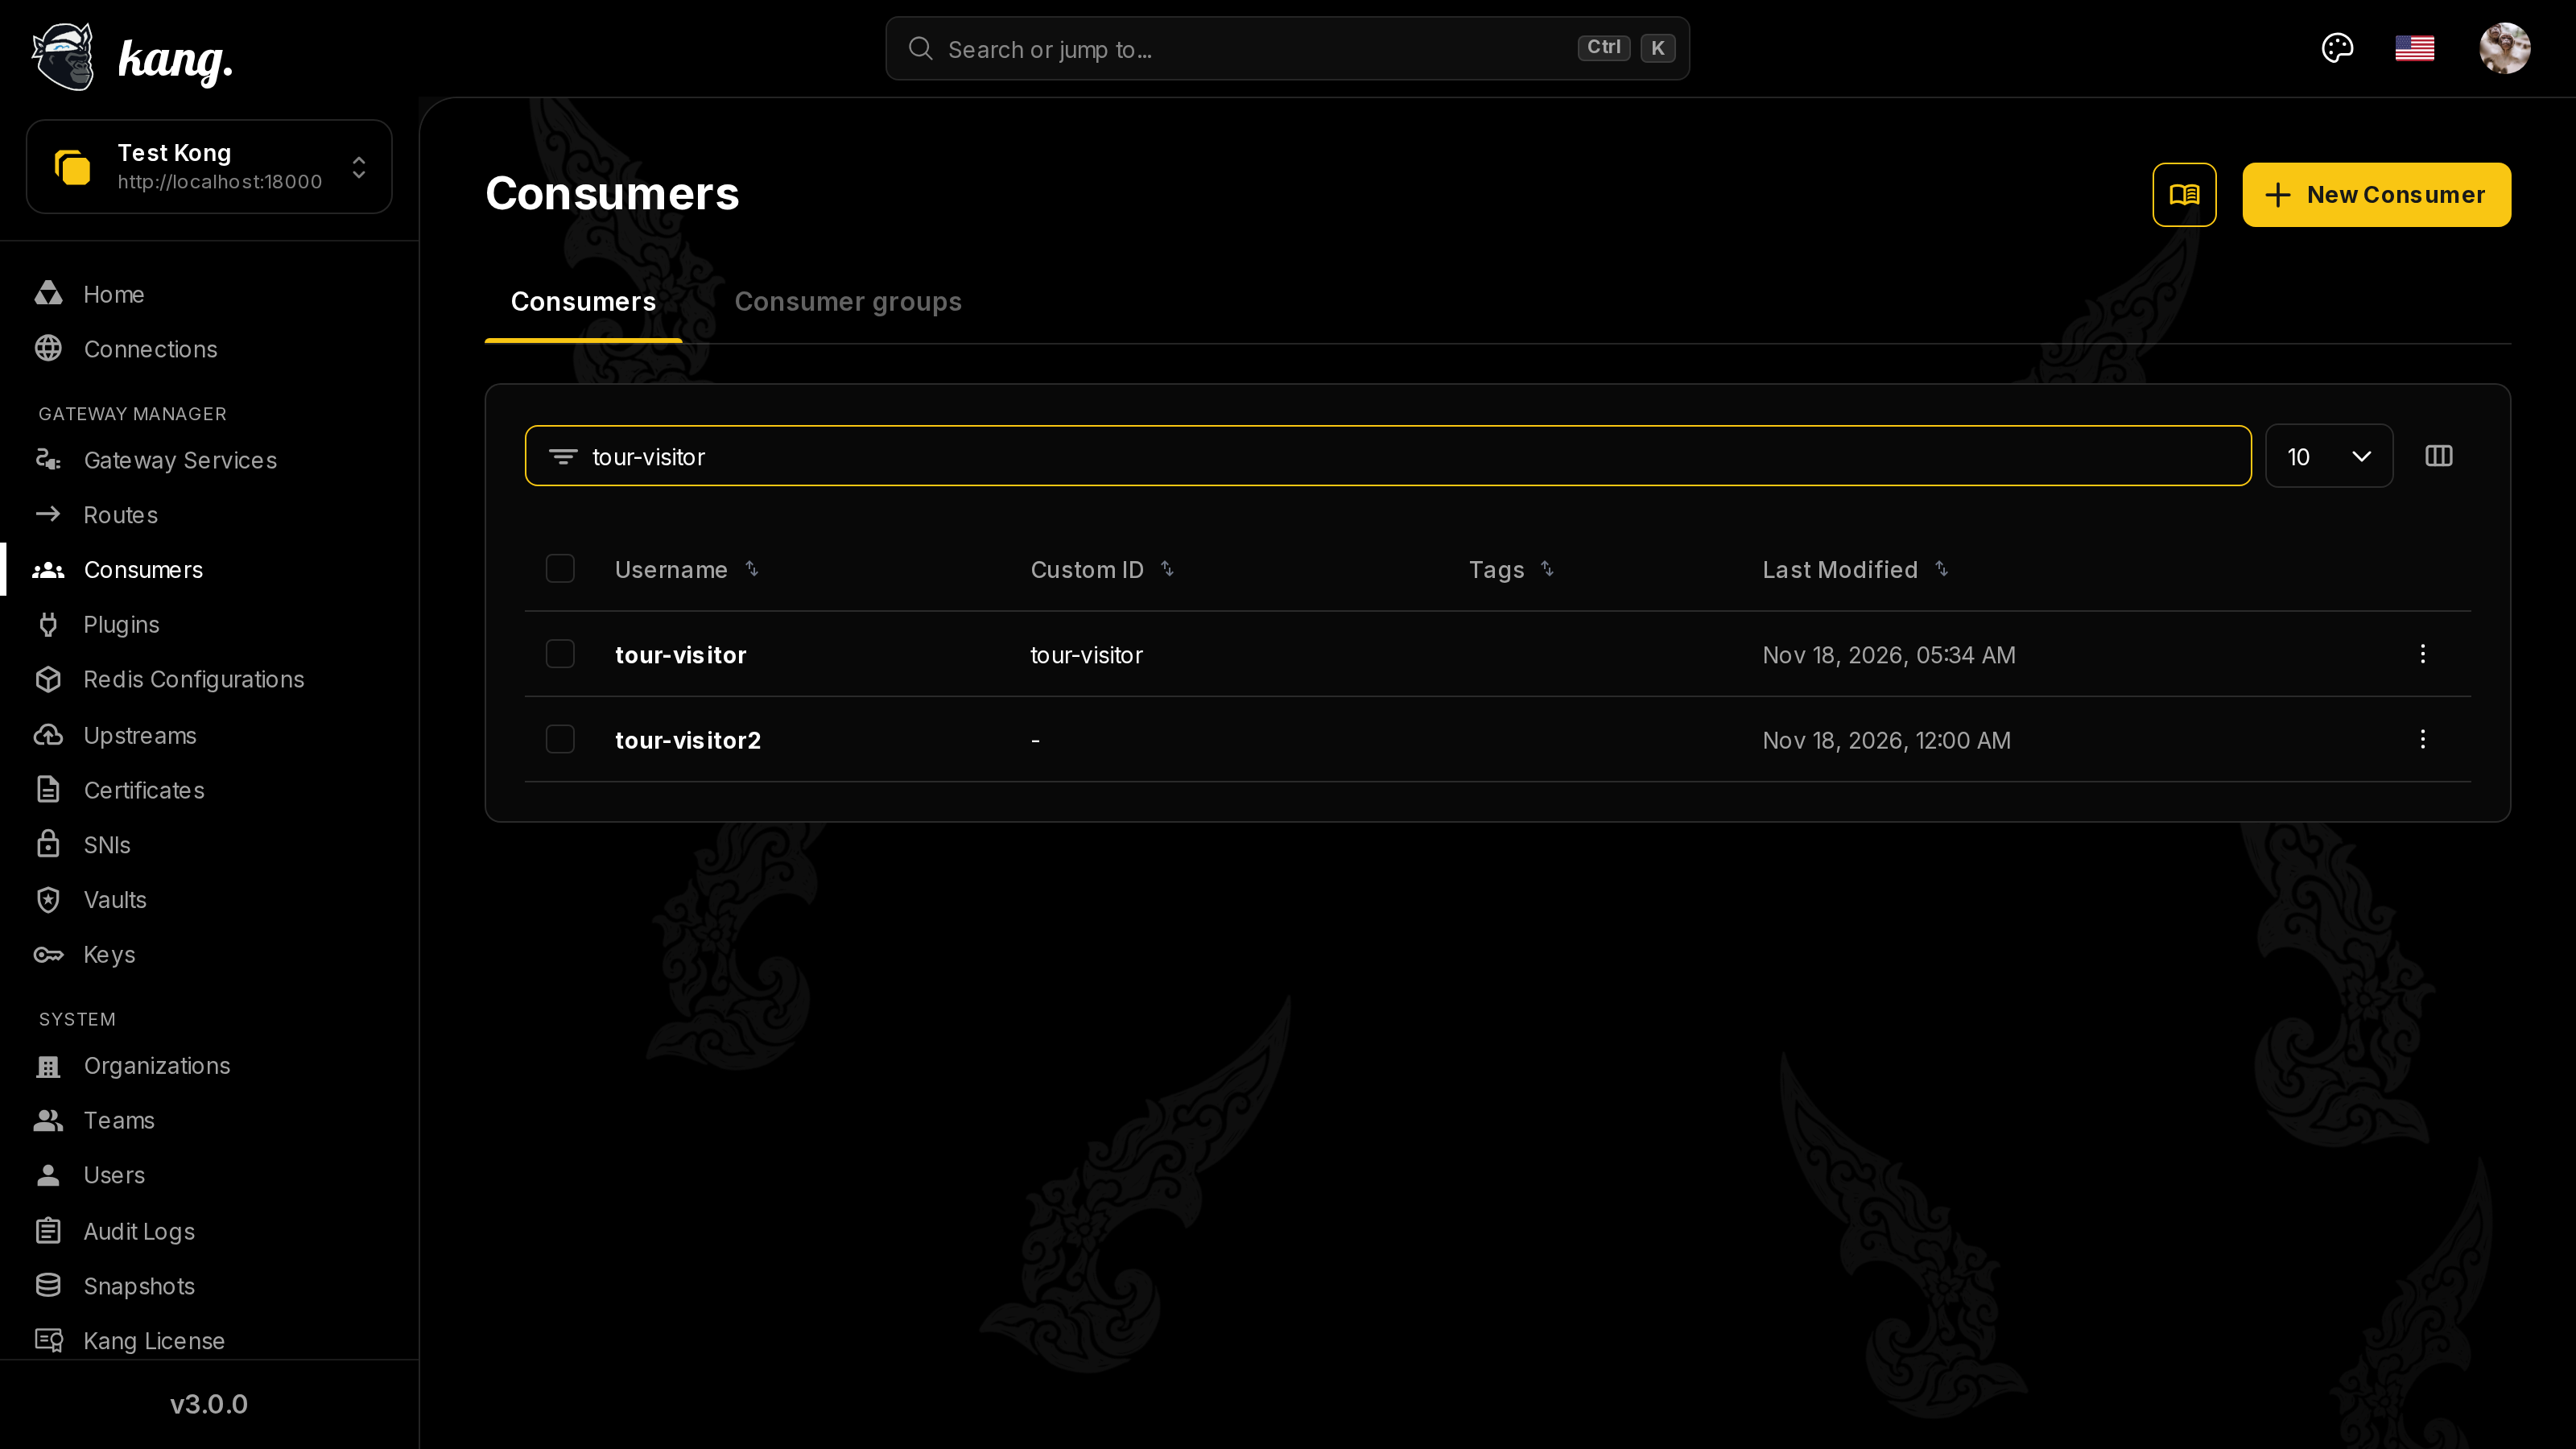 kang.
Search or jump to...
Ctrl K
Test Kong
http://localhost:18000
Home
Connections
GATEWAY MANAGER
Gateway Services
Routes
Consumers
Plugins
Redis Configurations
Upstreams
Certificates
SNIs
Vaults
Keys
SYSTEM
Organizations
Teams
Users
Audit Logs
Snapshots
Kang License
v3.0.0
Consumers
New Consumer
Consumers Consumer groups
tour-visitor
10
Username Custom ID Tags Last Modified
tour-visitor tour-visitor Nov 18, 2026, 05:34 AM
tour-visitor2 - Nov 18, 2026, 12:00 AM